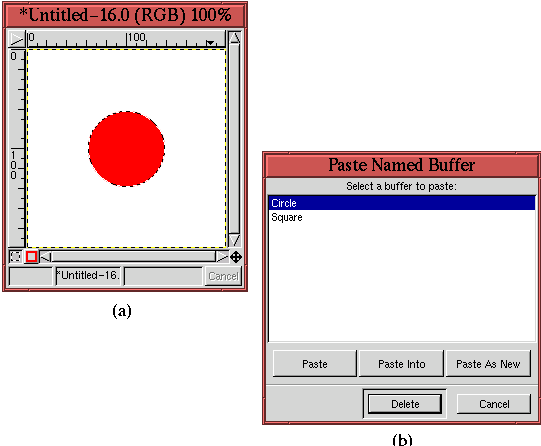 *Untitled-16.0 (RGB) 100%
0 100
0
100
*Untitled-16. Cancel
(a)
Paste Named Buffer
Select a buffer to paste:
Circle
Square
Paste Paste Into Paste As New
Delete Cancel
(b)